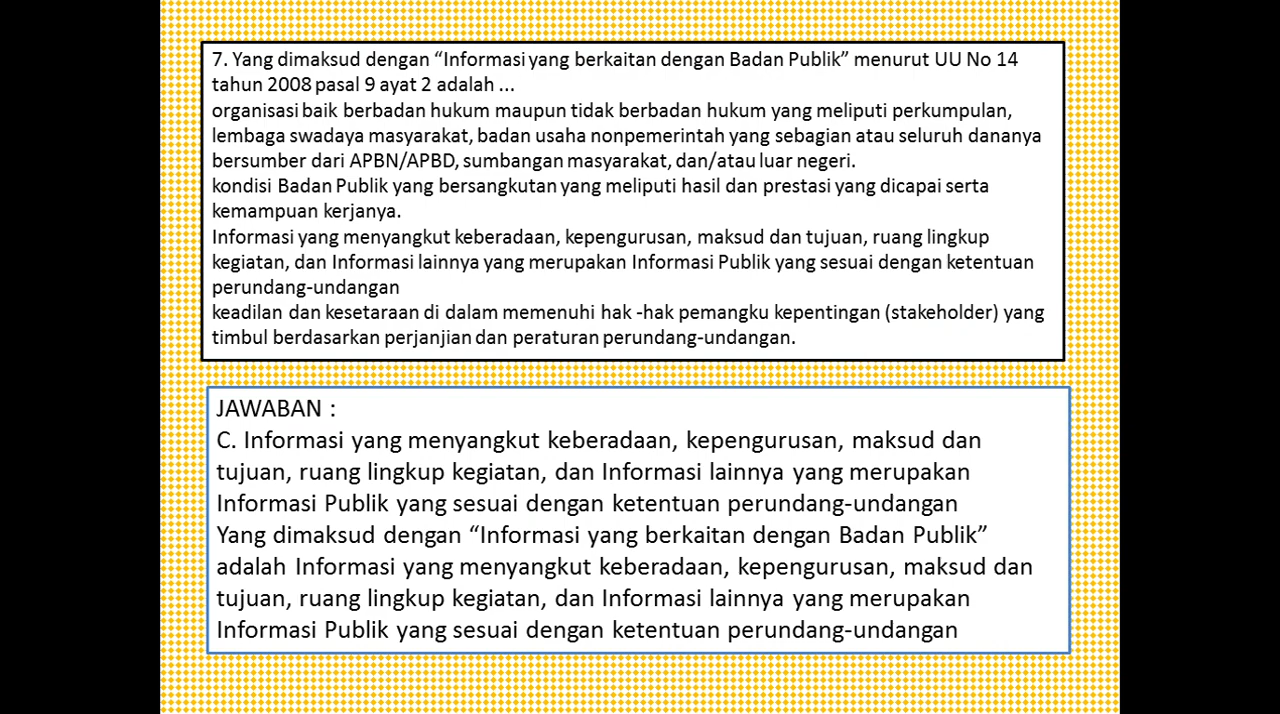 7. Yang dimaksud dengan “Informasi yang berkaitan dengan Badan Publik” menurut UU No 14
tahun 2008 pasal 9 ayat 2 adalah ...
organisasi baik berbadan hukum maupun tidak berbadan hukum yang meliputi perkumpulan,
lembaga swadaya masyarakat, badan usaha nonpemerintah yang sebagian atau seluruh dananya
bersumber dari APBN/APBD, sumbangan masyarakat, dan/atau luar negeri.
kondisi Badan Publik yang bersangkutan yang meliputi hasil dan prestasi yang dicapai serta
kemampuan kerjanya.
Informasi yang menyangkut keberadaan, kepengurusan, maksud dan tujuan, ruang lingkup
kegiatan, dan Informasi lainnya yang merupakan Informasi Publik yang sesuai dengan ketentuan
perundang-undangan
keadilan dan kesetaraan di dalam memenuhi hak -hak pemangku kepentingan (stakeholder) yang
timbul berdasarkan perjanjian dan peraturan perundang-undangan.
JAWABAN :
C. Informasi yang menyangkut keberadaan, kepengurusan, maksud dan
tujuan, ruang lingkup kegiatan, dan Informasi lainnya yang merupakan
Informasi Publik yang sesuai dengan ketentuan perundang-undangan
Yang dimaksud dengan “Informasi yang berkaitan dengan Badan Publik”
adalah Informasi yang menyangkut keberadaan, kepengurusan, maksud dan
tujuan, ruang lingkup kegiatan, dan Informasi lainnya yang merupakan
Informasi Publik yang sesuai dengan ketentuan perundang-undangan